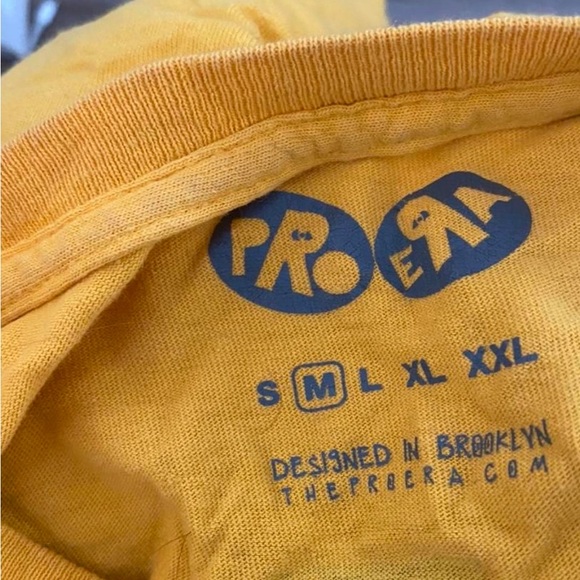 PRO ERA
S M L XL XXL
DESIGNED IN BROOKLYN
THEPROERA.COM